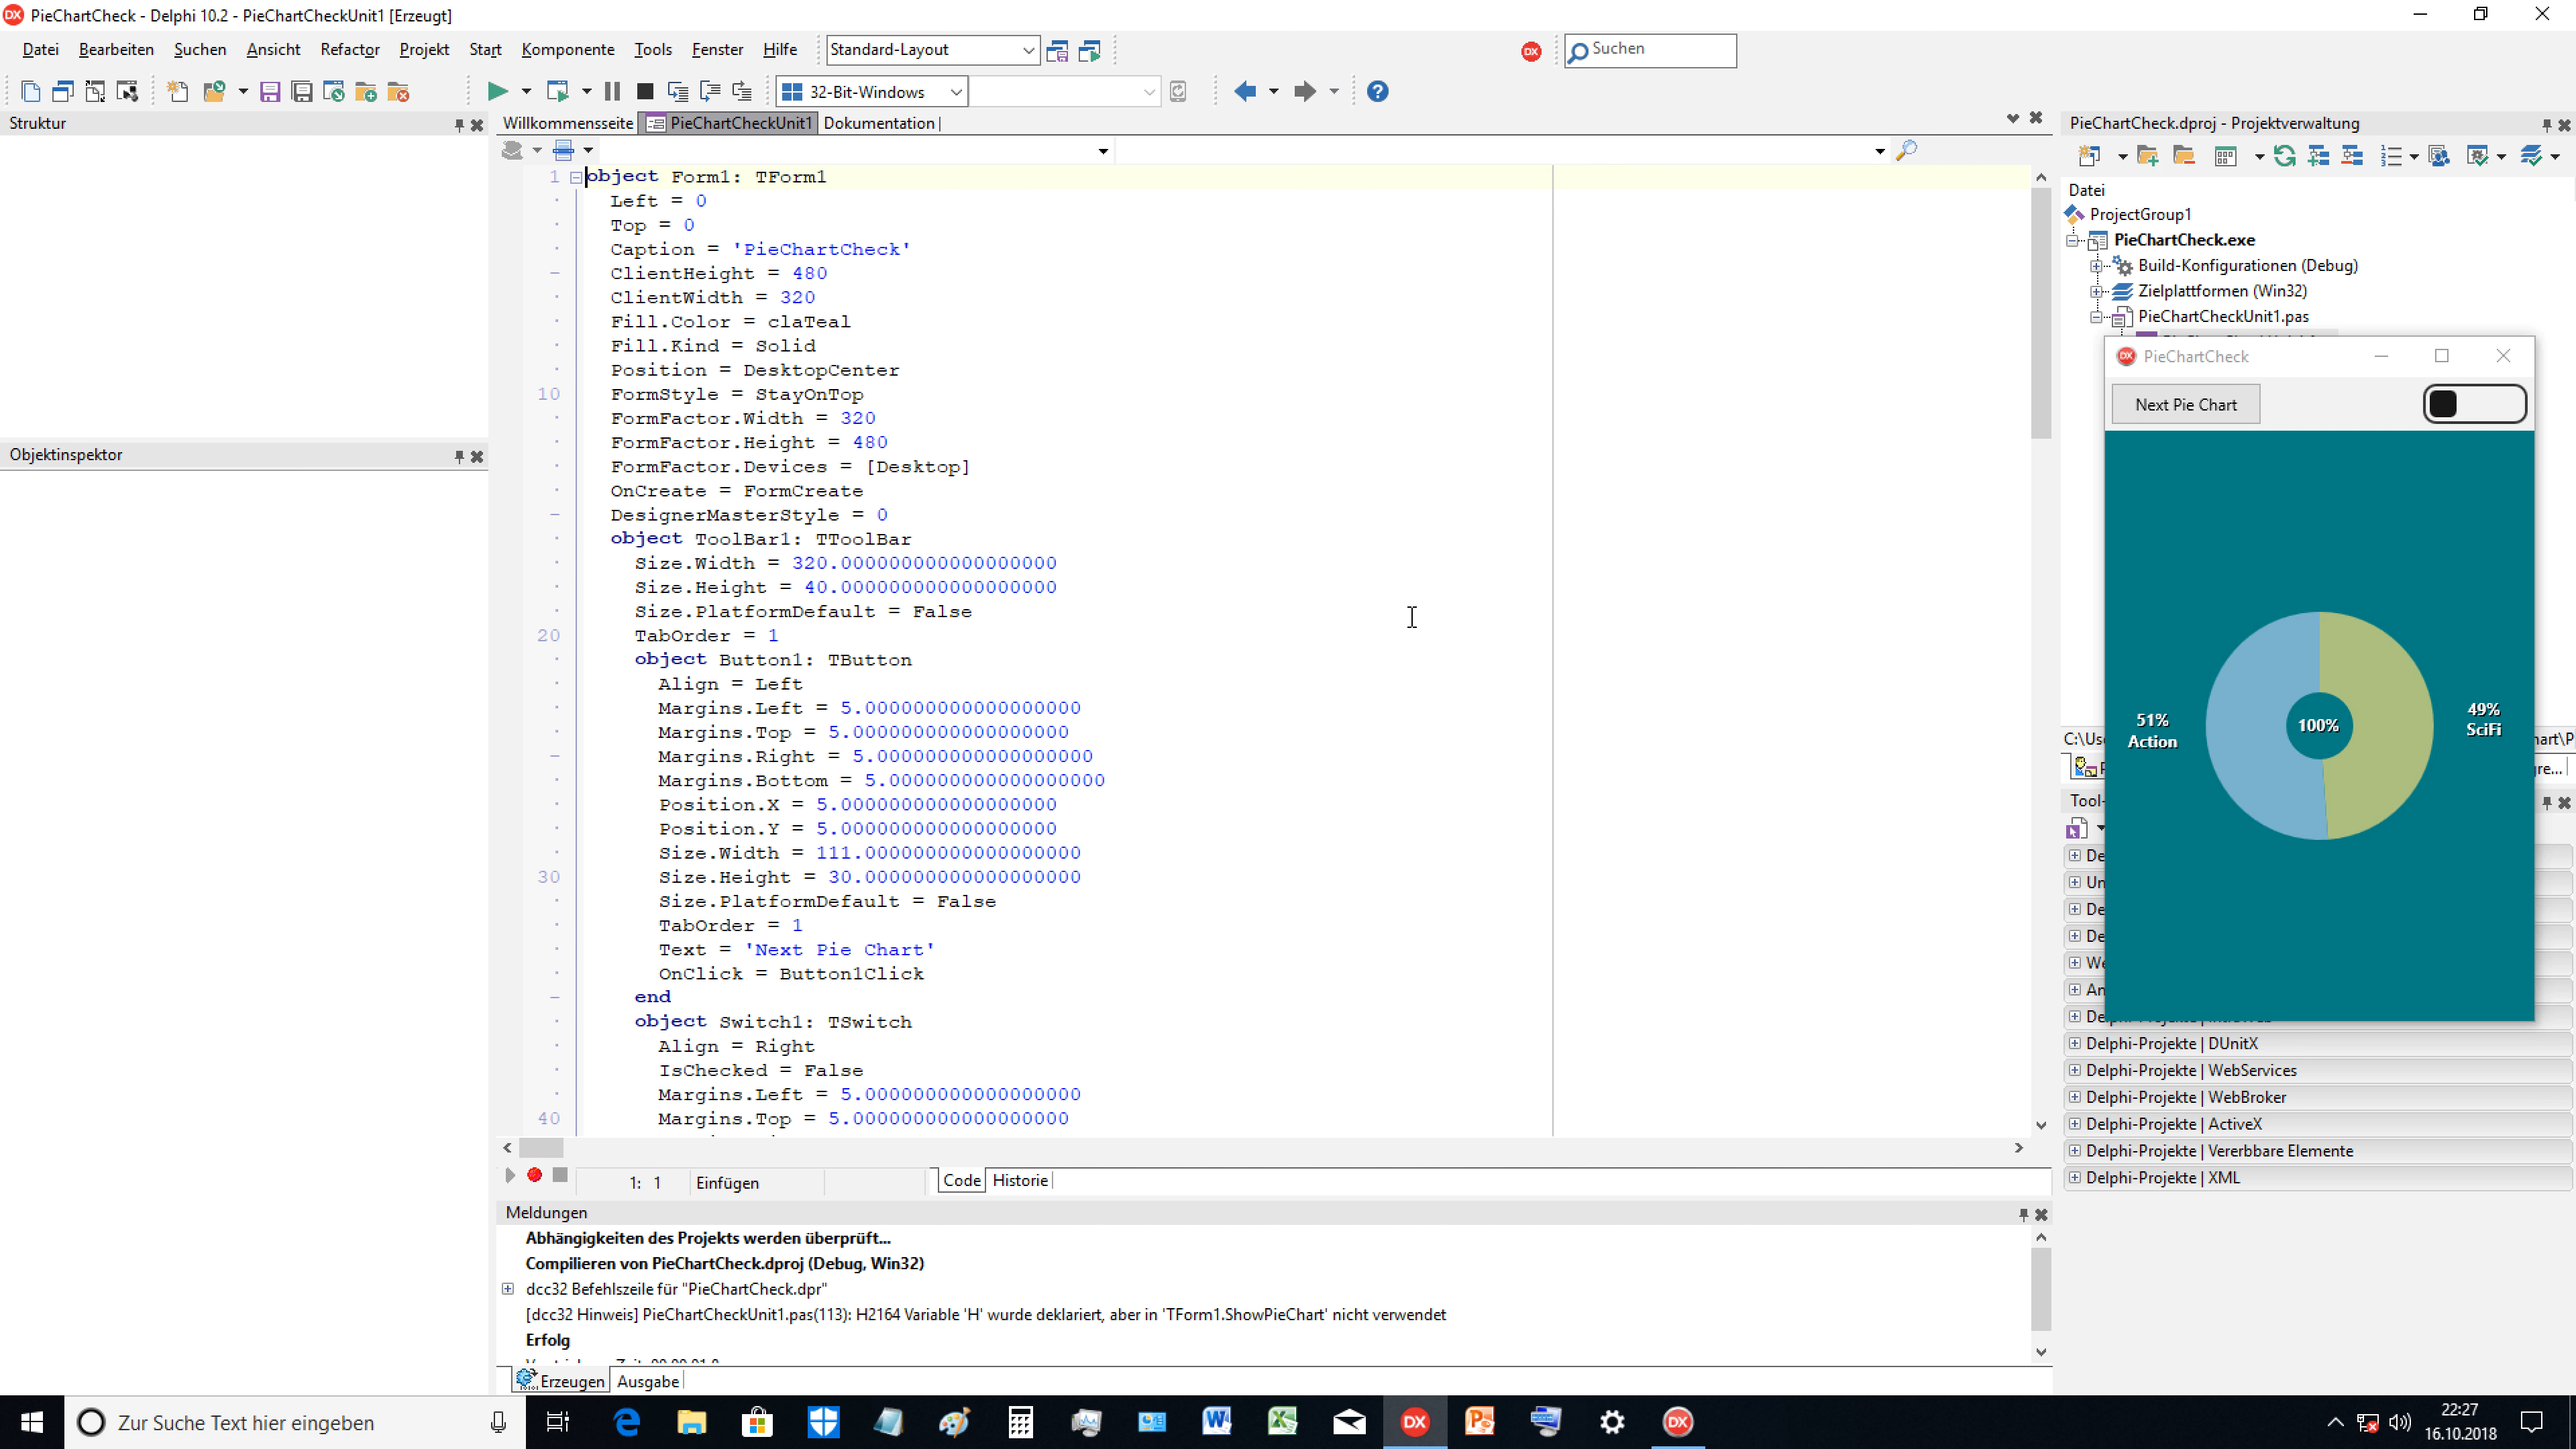 PieChartCheck - Delphi 10.2 - PieChartCheckUnit1 [Erzeugt]
Datei Bearbeiten Suchen Ansicht Refactor Projekt Start Komponente Tools Fenster Hilfe Standard-Layout Suchen
32-Bit-Windows
Struktur
Willkommensseite PieChartCheckUnit1 Dokumentation
PieChartCheck.dproj - Projektverwaltung
1 object Form1: TForm1
Left = 0
Top = 0
Caption = 'PieChartCheck'
ClientHeight = 480
ClientWidth = 320
Fill.Color = claTeal
Fill.Kind = Solid
Position = DesktopCenter
10 FormStyle = StayOnTop
FormFactor.Width = 320
FormFactor.Height = 480
FormFactor.Devices = [Desktop]
OnCreate = FormCreate
DesignerMasterStyle = 0
object ToolBar1: TToolBar
Size.Width = 320.000000000000000000
Size.Height = 40.000000000000000000
Size.PlatformDefault = False
20 TabOrder = 1
object Button1: TButton
Align = Left
Margins.Left = 5.000000000000000000
Margins.Top = 5.000000000000000000
Margins.Right = 5.000000000000000000
Margins.Bottom = 5.000000000000000000
Position.X = 5.000000000000000000
Position.Y = 5.000000000000000000
Size.Width = 111.000000000000000000
30 Size.Height = 30.000000000000000000
Size.PlatformDefault = False
TabOrder = 1
Text = 'Next Pie Chart'
OnClick = Button1Click
end
object Switch1: TSwitch
Align = Right
IsChecked = False
Margins.Left = 5.000000000000000000
40 Margins.Top = 5.000000000000000000
Objektinspektor
1: 1 Einfügen Code Historie
Meldungen
Abhängigkeiten des Projekts werden überprüft...
Compilieren von PieChartCheck.dproj (Debug, Win32)
dcc32 Befehlszeile für "PieChartCheck.dpr"
[dcc32 Hinweis] PieChartCheckUnit1.pas(113): H2164 Variable 'H' wurde deklariert, aber in 'TForm1.ShowPieChart' nicht verwendet
Erfolg
Erzeugen Ausgabe
Datei
ProjectGroup1
PieChartCheck.exe
Build-Konfigurationen (Debug)
Zielplattformen (Win32)
PieChartCheckUnit1.pas
PieChartCheck
Next Pie Chart
51%
Action
100%
49%
SciFi
C:\Us
Tool-
De
Un
De
De
We
An
Delphi-Projekte | DUnitX
Delphi-Projekte | WebServices
Delphi-Projekte | WebBroker
Delphi-Projekte | ActiveX
Delphi-Projekte | Vererbbare Elemente
Delphi-Projekte | XML
Zur Suche Text hier eingeben
22:27
16.10.2018